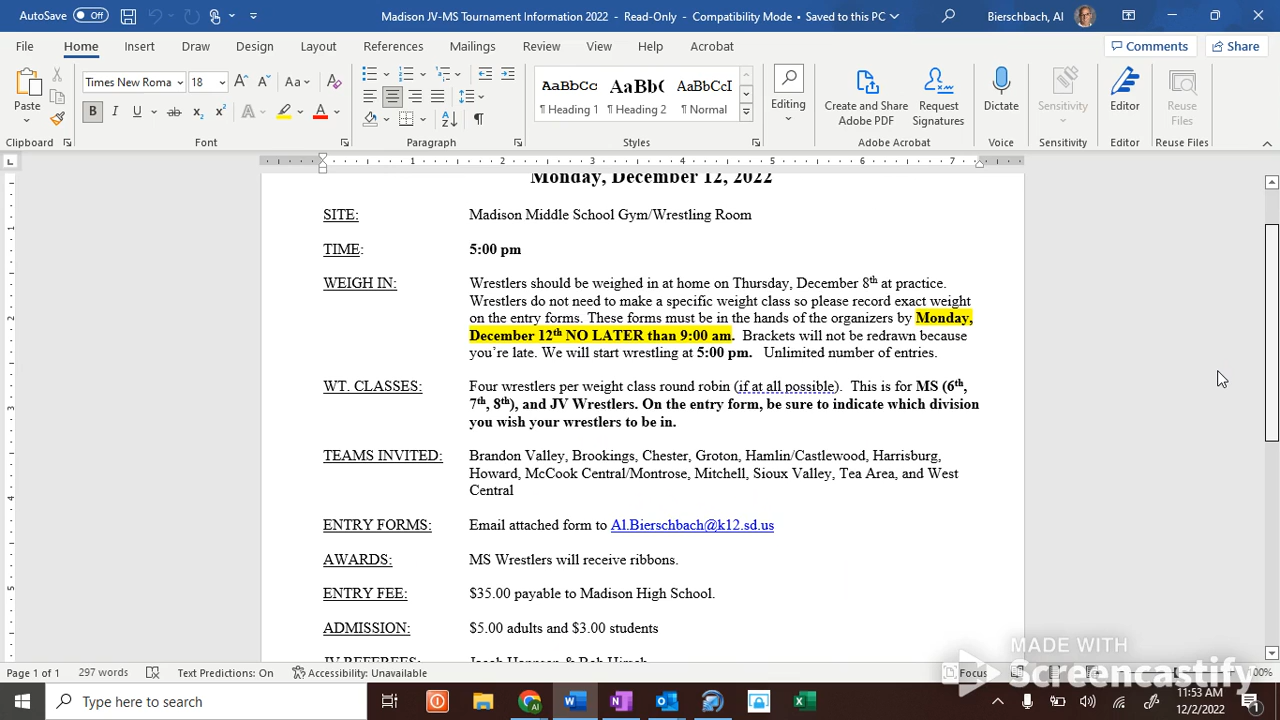 AutoSave Off Madison JV-MS Tournament Information 2022 - Read-Only - Compatibility Mode - Saved to this PC Bierschbach, Al
File Home Insert Draw Design Layout References Mailings Review View Help Acrobat Comments Share
Paste Times New Roma 18 AaBbCc AaBb( AaBbCcI Editing Create and Share Adobe PDF Request Signatures Dictate Sensitivity Editor Reuse Files
¶ Heading 1 ¶ Heading 2 ¶ Normal
Clipboard Font Paragraph Styles Adobe Acrobat Voice Sensitivity Editor Reuse Files
1 2 3 4 5 6 7
Monday, December 12, 2022
SITE: Madison Middle School Gym/Wrestling Room
TIME: 5:00 pm
WEIGH IN: Wrestlers should be weighed in at home on Thursday, December 8th at practice.
Wrestlers do not need to make a specific weight class so please record exact weight
on the entry forms. These forms must be in the hands of the organizers by Monday,
December 12th NO LATER than 9:00 am. Brackets will not be redrawn because
you're late. We will start wrestling at 5:00 pm. Unlimited number of entries.
WT. CLASSES: Four wrestlers per weight class round robin (if at all possible). This is for MS (6th,
7th, 8th), and JV Wrestlers. On the entry form, be sure to indicate which division
you wish your wrestlers to be in.
TEAMS INVITED: Brandon Valley, Brookings, Chester, Groton, Hamlin/Castlewood, Harrisburg,
Howard, McCook Central/Montrose, Mitchell, Sioux Valley, Tea Area, and West
Central
ENTRY FORMS: Email attached form to Al.Bierschbach@k12.sd.us
AWARDS: MS Wrestlers will receive ribbons.
ENTRY FEE: $35.00 payable to Madison High School.
ADMISSION: $5.00 adults and $3.00 students
JV REFEREES:
MADE WITH
Screencastify
Page 1 of 1 297 words Text Predictions: On Accessibility: Unavailable Focus 100%
Type here to search 11:53 AM
12/2/2022